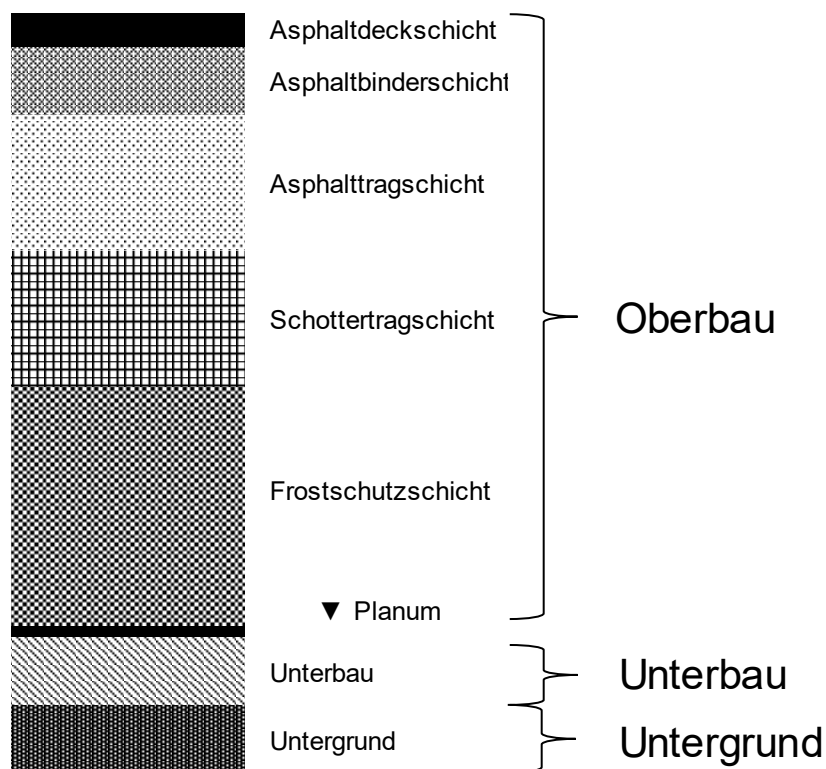 Asphaltdeckschicht
Asphaltbinderschicht
Asphalttragschicht
Schottertragschicht
Oberbau
Frostschutzschicht
▼ Planum
Unterbau
Unterbau
Untergrund
Untergrund